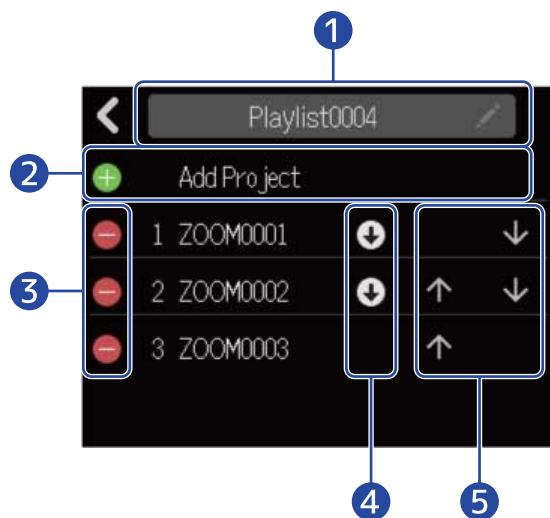 1
Playlist0004
2
Add Project
3
1 ZOOM0001
2 ZOOM0002
3 ZOOM0003
4
5